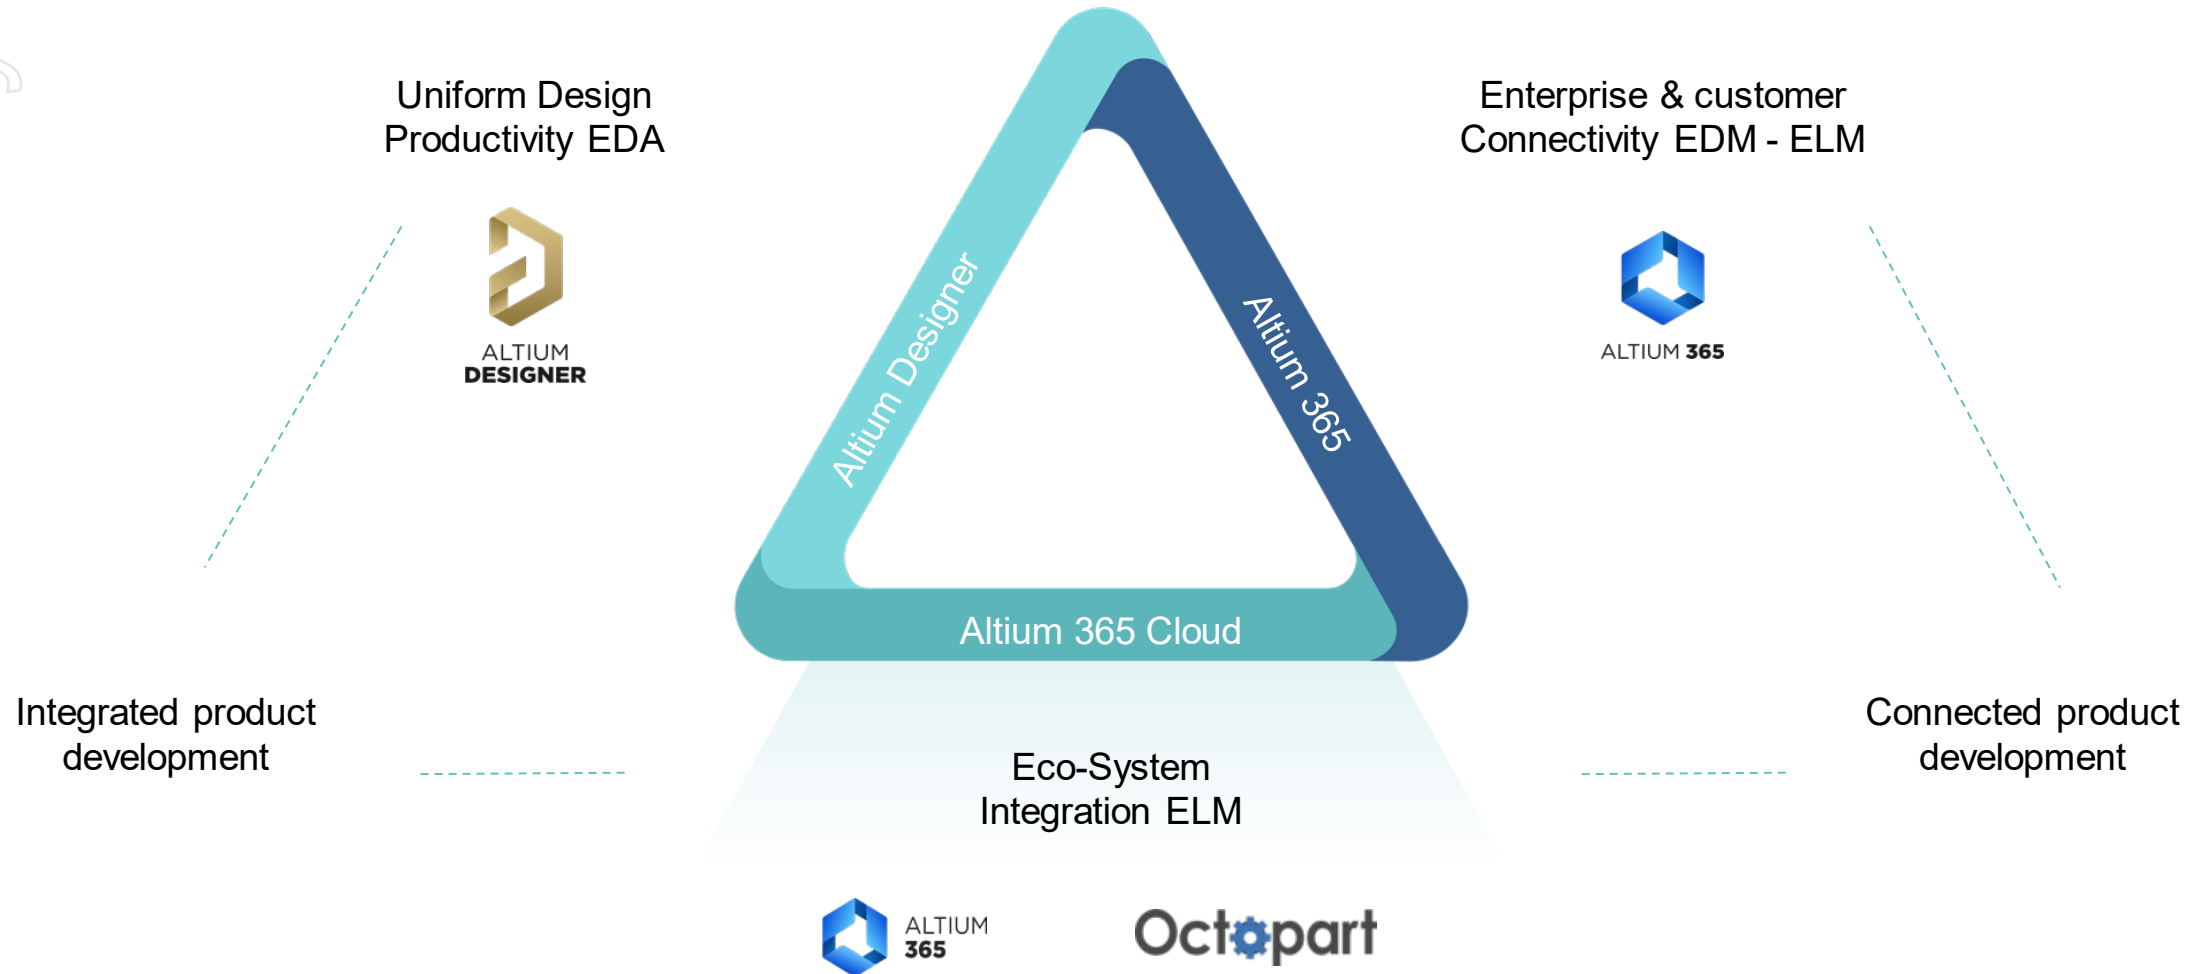 Uniform Design
Productivity EDA
ALTIUM
DESIGNER
Altium Designer
Altium 365
Enterprise & customer
Connectivity EDM - ELM
ALTIUM 365
Altium 365 Cloud
Integrated product
development
Eco-System
Integration ELM
Connected product
development
ALTIUM
365
Octopart